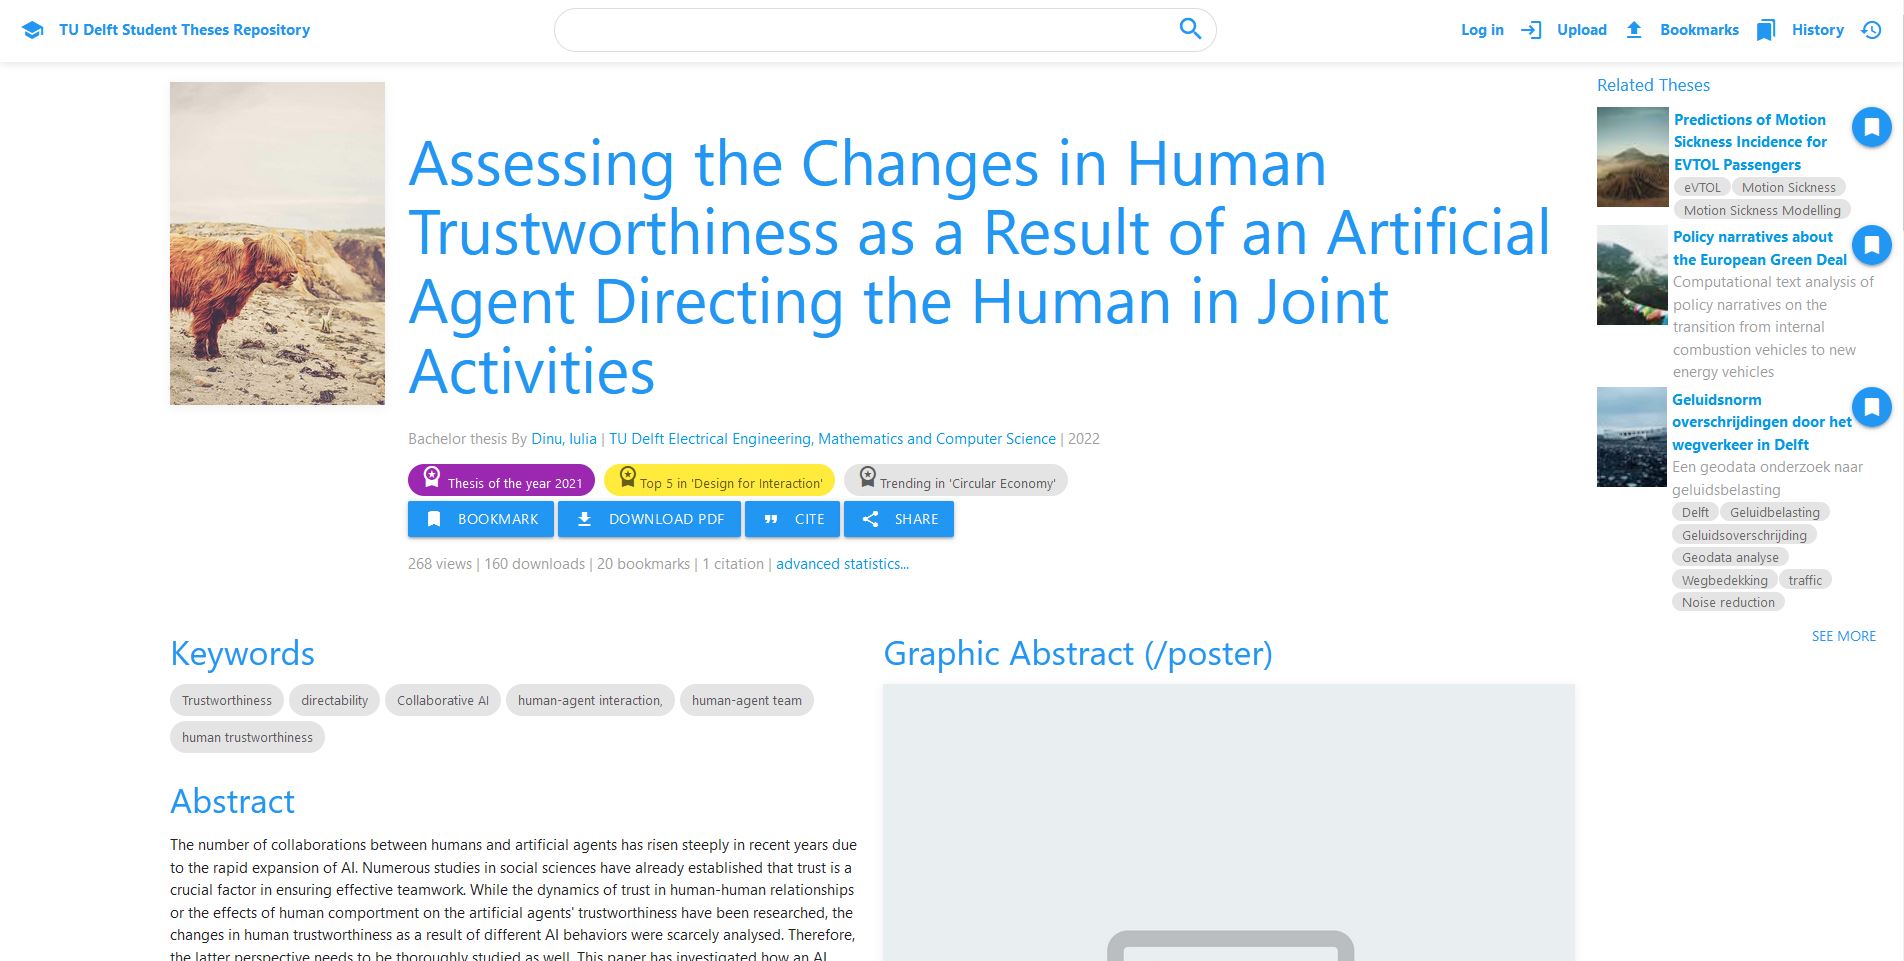 TU Delft Student Theses Repository
Log in
Upload
Bookmarks
History
Assessing the Changes in Human
Trustworthiness as a Result of an Artificial
Agent Directing the Human in Joint
Activities
Bachelor thesis By Dinu, Iulia | TU Delft Electrical Engineering, Mathematics and Computer Science | 2022
Thesis of the year 2021
Top 5 in 'Design for Interaction'
Trending in 'Circular Economy'
BOOKMARK
DOWNLOAD PDF
CITE
SHARE
268 views | 160 downloads | 20 bookmarks | 1 citation | advanced statistics...
Keywords
Trustworthiness
directability
Collaborative AI
human-agent interaction,
human-agent team
human trustworthiness
Abstract
The number of collaborations between humans and artificial agents has risen steeply in recent years due
to the rapid expansion of AI. Numerous studies in social sciences have already established that trust is a
crucial factor in ensuring effective teamwork. While the dynamics of trust in human-human relationships
or the effects of human comportment on the artificial agents' trustworthiness have been researched, the
changes in human trustworthiness as a result of different AI behaviors were scarcely analysed. Therefore,
the latter perspective needs to be thoroughly studied as well. This paper has investigated how an AI
Graphic Abstract (/poster)
Related Theses
Predictions of Motion
Sickness Incidence for
EVTOL Passengers
eVTOL
Motion Sickness
Motion Sickness Modelling
Policy narratives about
the European Green Deal
Computational text analysis of
policy narratives on the
transition from internal
combustion vehicles to new
energy vehicles
Geluidsnorm
overschrijdingen door het
wegverkeer in Delft
Een geodata onderzoek naar
geluidsbelasting
Delft
Geluidbelasting
Geluidsoverschrijding
Geodata analyse
Wegbedekking
traffic
Noise reduction
SEE MORE